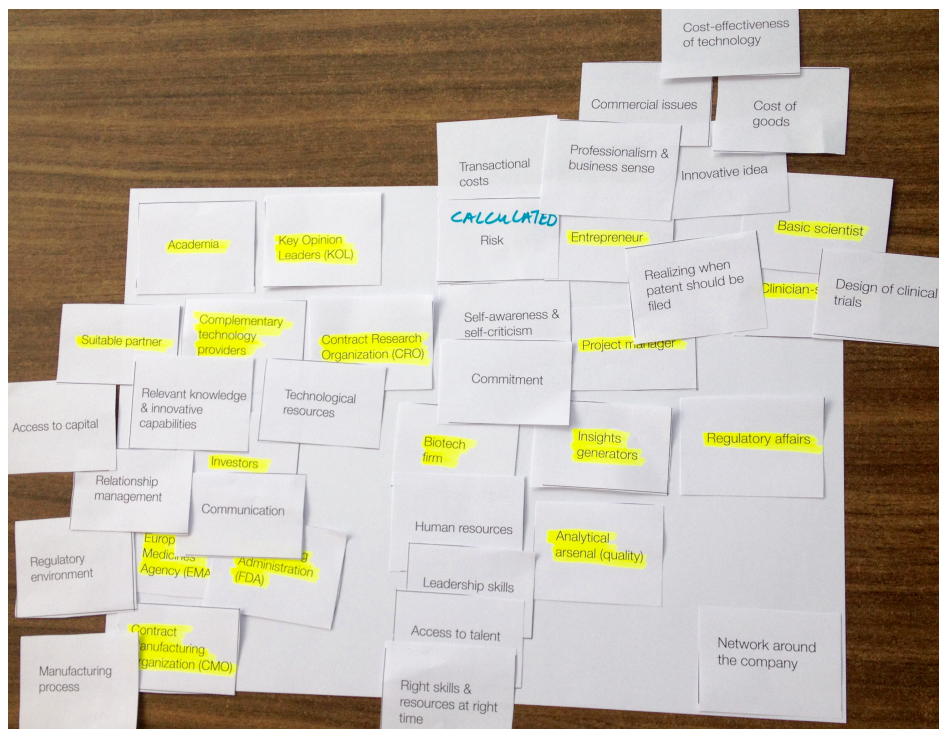 Cost-effectiveness
of technology
Commercial issues
Cost of
goods
Transactional
costs
Professionalism &
business sense
Innovative idea
CALCULATED
Risk
Entrepreneur
Basic scientist
Academia
Key Opinion
Leaders (KOL)
Realizing when
patent should be
filed
Clinician-s
Design of clinical
trials
Suitable partner
Complementary
technology
providers
Contract Research
Organization (CRO)
Self-awareness &
self-criticism
Project manager
Commitment
Access to capital
Relevant knowledge
& innovative
capabilities
Technological
resources
Investors
Biotech
firm
Insights
generators
Regulatory affairs
Relationship
management
Communication
Human resources
Analytical
arsenal (quality)
Regulatory
environment
Europ
Medicines
Agency (EMA
Administration
(FDA)
Leadership skills
Access to talent
Contract
anufacturing
rganization (CMO)
Manufacturing
process
Right skills &
resources at right
time
Network around
the company